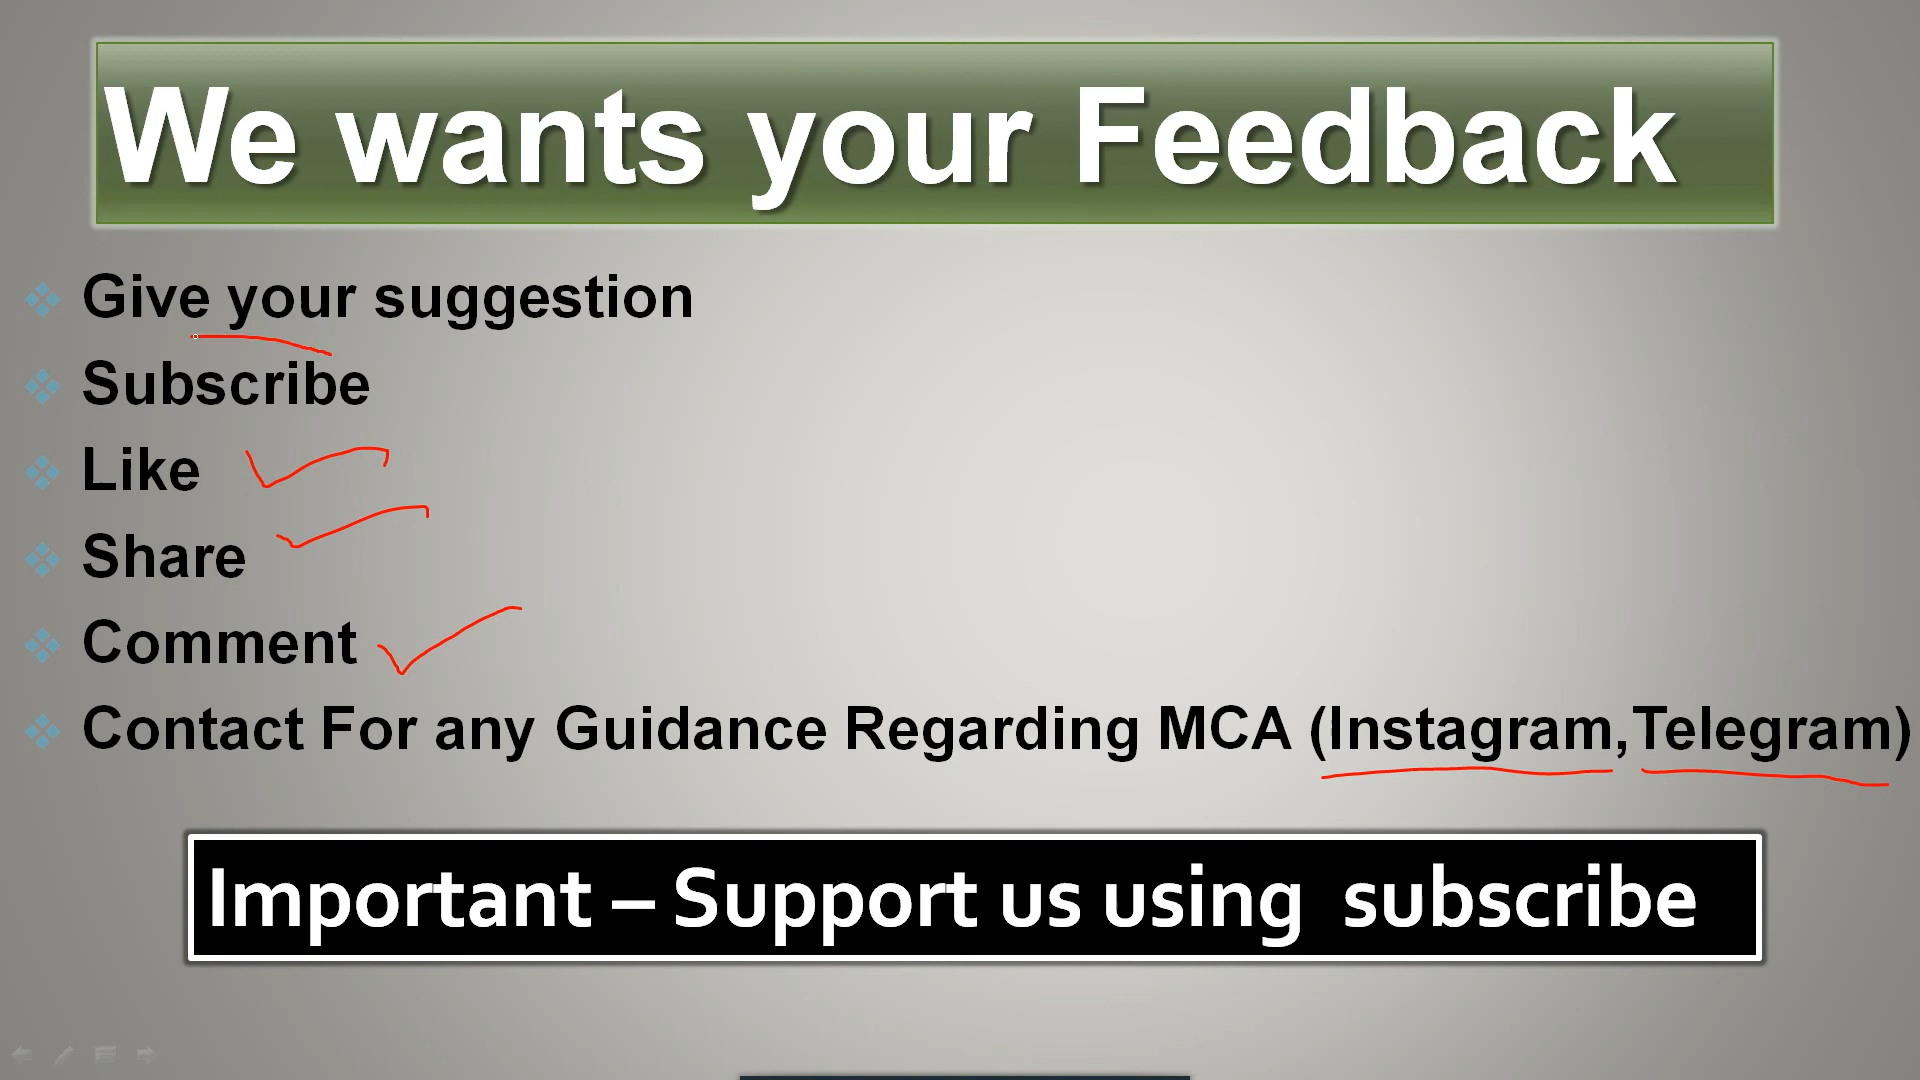 We wants your Feedback
Give your suggestion
Subscribe
Like
Share
Comment
Contact For any Guidance Regarding MCA (Instagram,Telegram)
Important – Support us using  subscribe